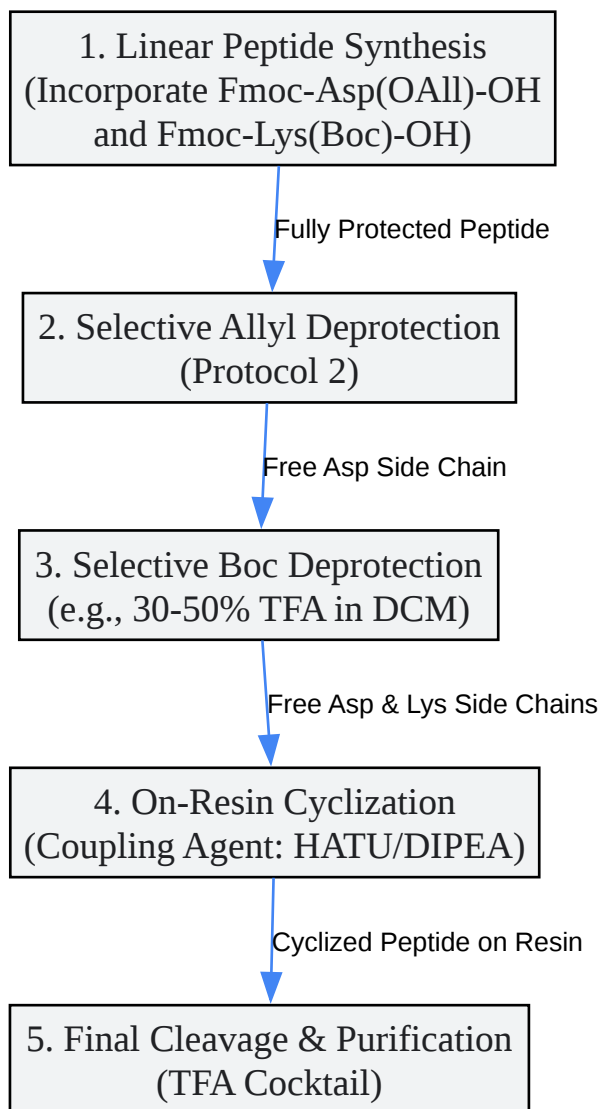 1. Linear Peptide Synthesis
(Incorporate Fmoc-Asp(OAll)-OH
and Fmoc-Lys(Boc)-OH)
Fully Protected Peptide
2. Selective Allyl Deprotection
(Protocol 2)
Free Asp Side Chain
3. Selective Boc Deprotection
(e.g., 30-50% TFA in DCM)
Free Asp & Lys Side Chains
4. On-Resin Cyclization
(Coupling Agent: HATU/DIPEA)
Cyclized Peptide on Resin
5. Final Cleavage & Purification
(TFA Cocktail)